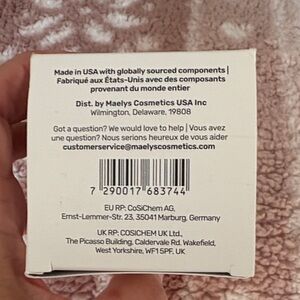 Made in USA with globally sourced components |
Fabriqué aux États-Unis avec des composants
provenant du monde entier
Dist. by Maelys Cosmetics USA Inc
Wilmington, Delaware, 19808
Got a question? We would love to help | Vous avez
une question? Nous serions heureux de vous aider
customerservice@maelyscosmetics.com
7 290017 683744
EU RP: CoSiChem AG,
Ernst-Lemmer-Str. 23, 35041 Marburg, Germany
UK RP: COSICHEM UK Ltd.,
The Picasso Building, Caldervale Rd. Wakefield,
West Yorkshire, WF1 5PF, UK